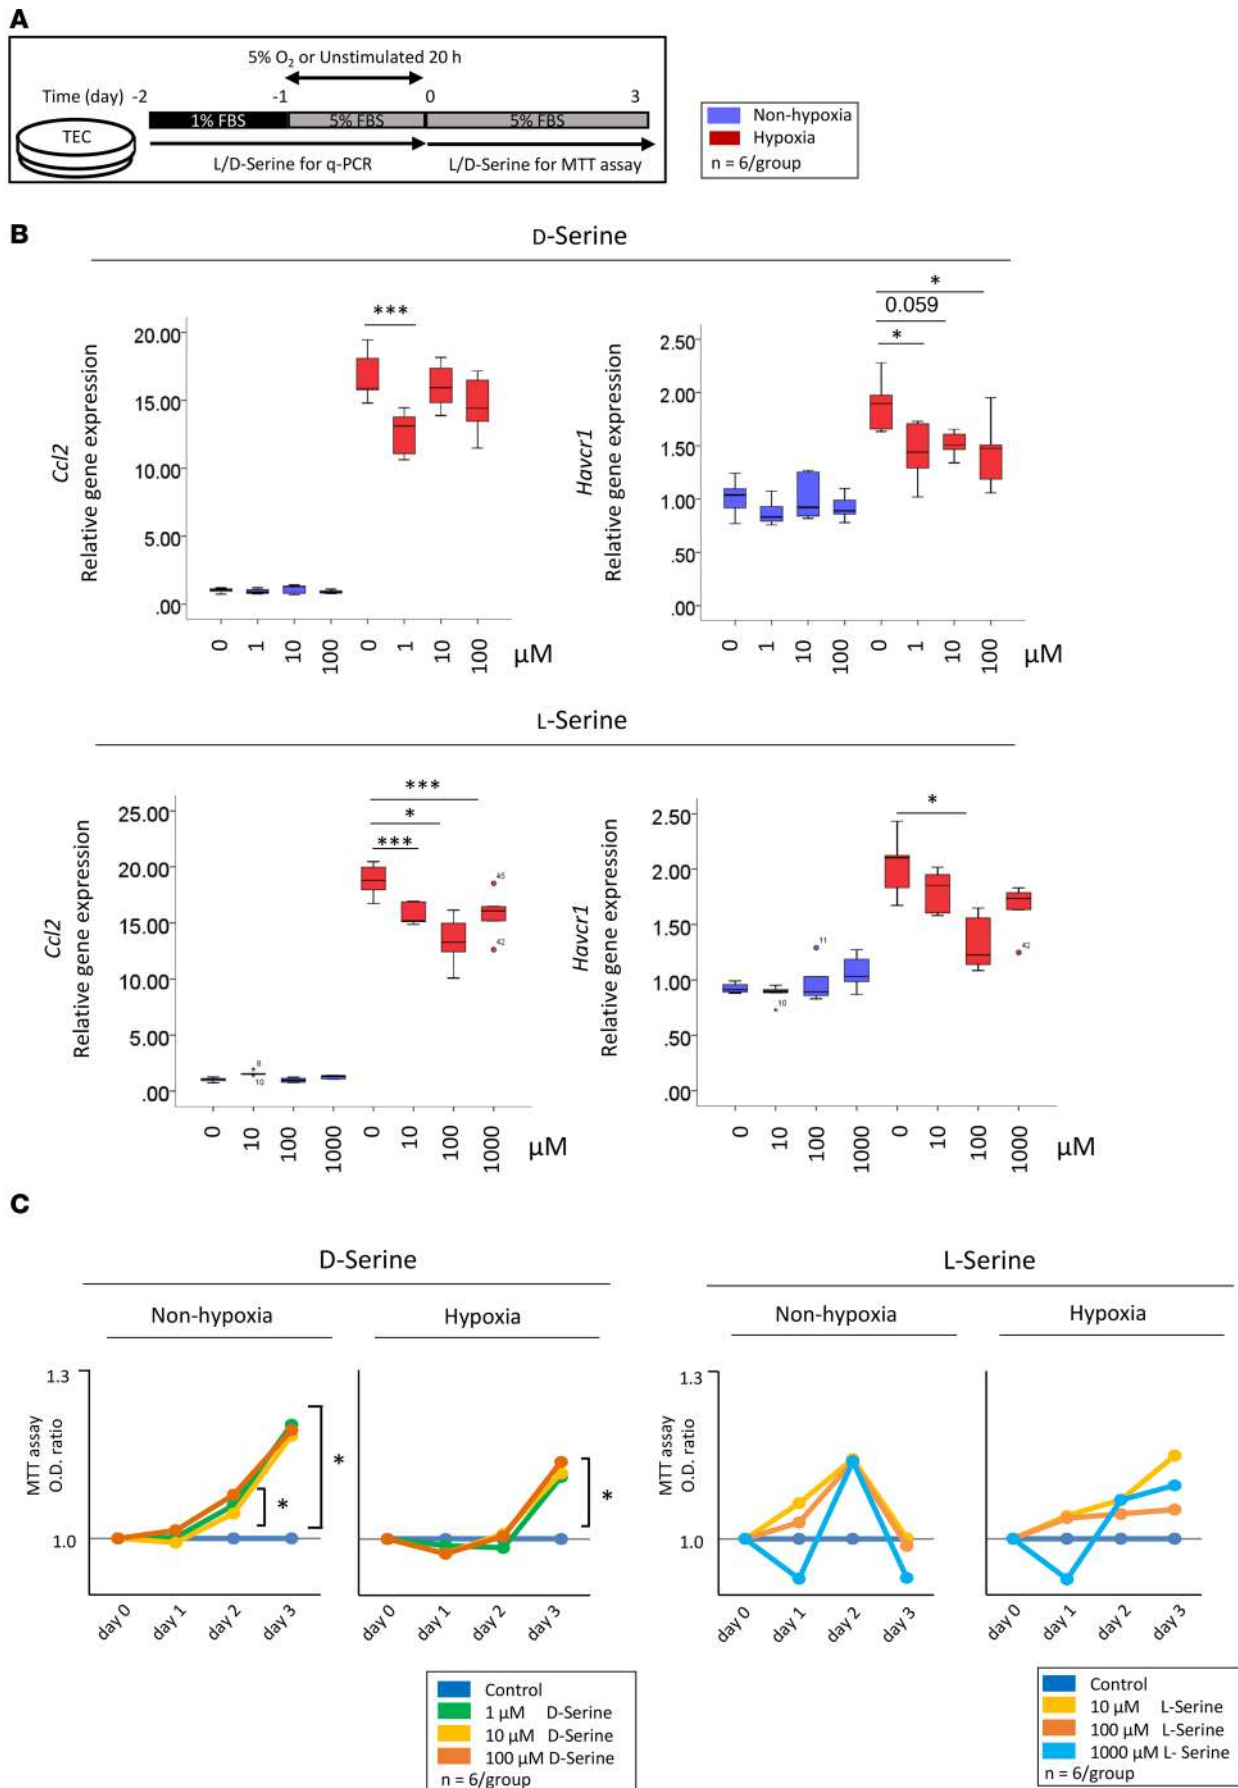 A
5% O2 or Unstimulated 20 h
Time (day) -2 -1 0 3
1% FBS 5% FBS 5% FBS
TEC
L/D-Serine for q-PCR L/D-Serine for MTT assay
Non-hypoxia
Hypoxia
n = 6/group
B
D-Serine
Ccl2
Relative gene expression
20.00
15.00
10.00
5.00
.00
***
0 1 10 100 0 1 10 100 μM
Havcr1
Relative gene expression
2.50
2.00
1.50
1.00
.50
.00
*
0.059
*
0 1 10 100 0 1 10 100 μM
L-Serine
Ccl2
Relative gene expression
25.00
20.00
15.00
10.00
5.00
.00
***
*
***
8
10
42
0 10 100 1000 0 10 100 1000 μM
Havcr1
Relative gene expression
2.50
2.00
1.50
1.00
.50
.00
*
11
10
42
0 10 100 1000 0 10 100 1000 μM
C
D-Serine
Non-hypoxia Hypoxia
MTT assay
O.D. ratio
1.3
1.0
*
*
*
day 0 day 1 day 2 day 3
day 0 day 1 day 2 day 3
Control
1 μM D-Serine
10 μM D-Serine
100 μM D-Serine
n = 6/group
L-Serine
Non-hypoxia Hypoxia
MTT assay
O.D. ratio
1.3
1.0
day 0 day 1 day 2 day 3
day 0 day 1 day 2 day 3
Control
10 μM L-Serine
100 μM L-Serine
1000 μM L- Serine
n = 6/group